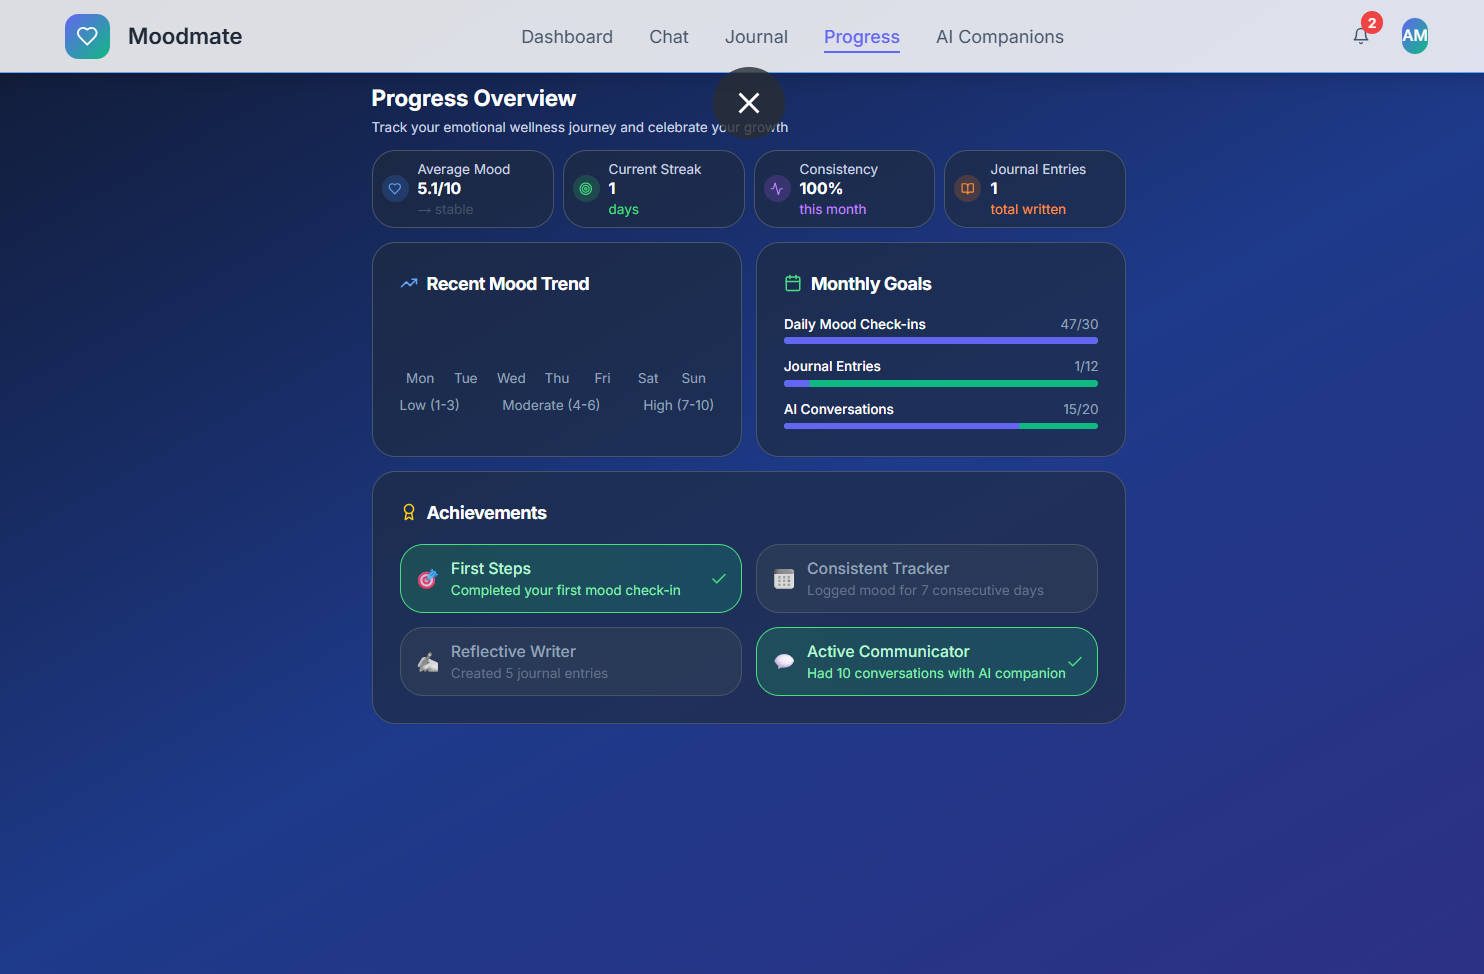 Moodmate
Dashboard
Chat
Journal
Progress
AI Companions
2
AM
Progress Overview
Track your emotional wellness journey and celebrate your growth
Average Mood
5.1/10
→ stable
Current Streak
1
days
Consistency
100%
this month
Journal Entries
1
total written
Recent Mood Trend
Mon Tue Wed Thu Fri Sat Sun
Low (1-3) Moderate (4-6) High (7-10)
Monthly Goals
Daily Mood Check-ins 47/30
Journal Entries 1/12
AI Conversations 15/20
Achievements
First Steps
Completed your first mood check-in
Consistent Tracker
Logged mood for 7 consecutive days
Reflective Writer
Created 5 journal entries
Active Communicator
Had 10 conversations with AI companion